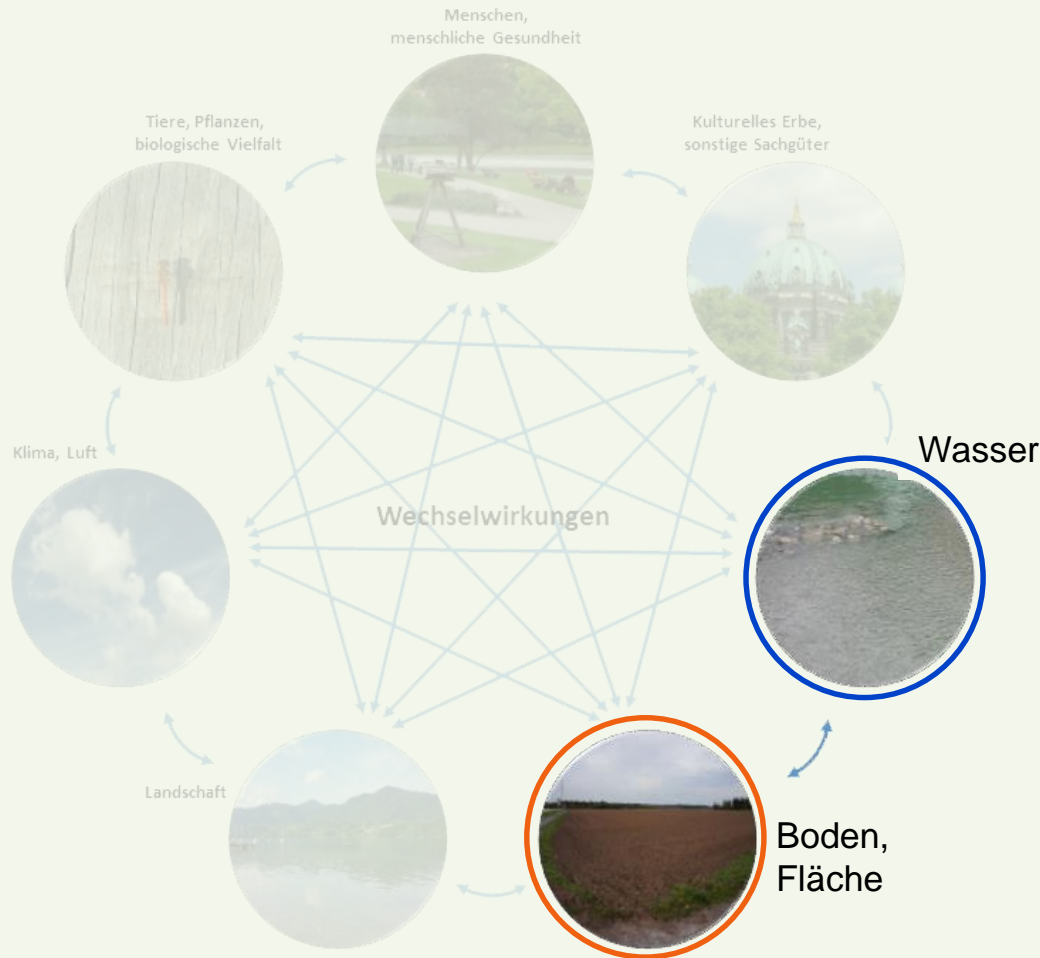 Menschen,
menschliche Gesundheit
Tiere, Pflanzen,
biologische Vielfalt
Kulturelles Erbe,
sonstige Sachgüter
Klima, Luft
Wasser
Wechselwirkungen
Landschaft
Boden,
Fläche